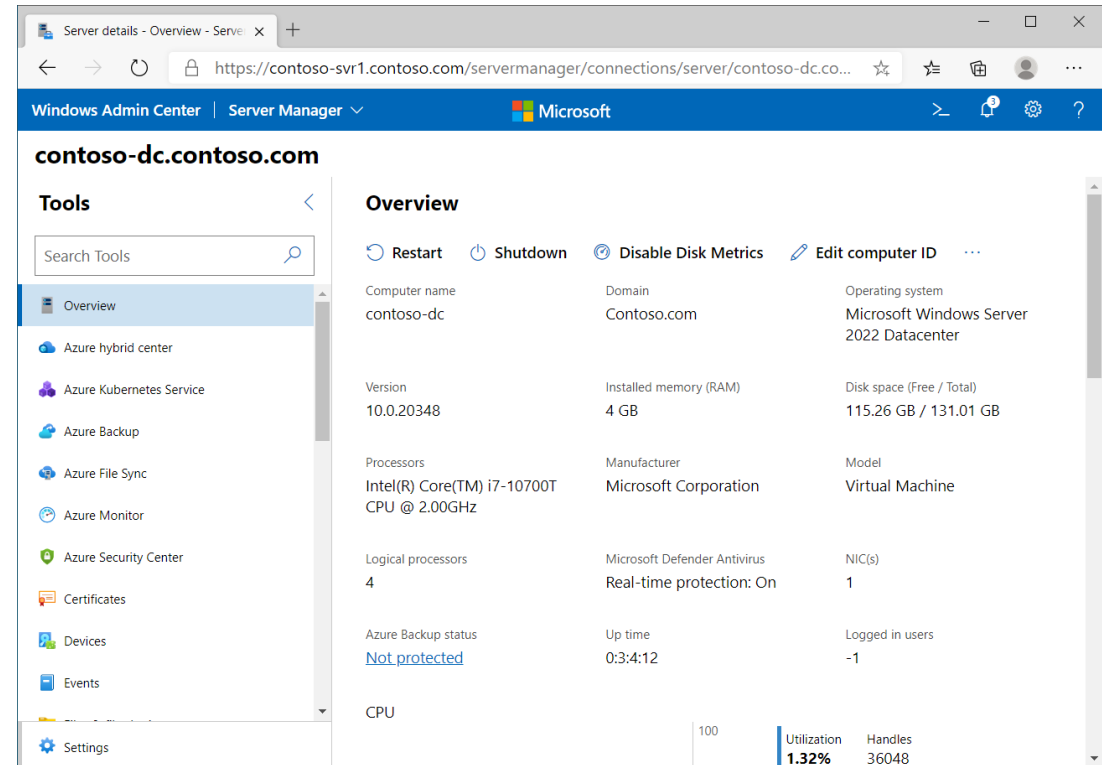 Server details - Overview - Serve
https://contoso-svr1.contoso.com/servermanager/connections/server/contoso-dc.co...
Windows Admin Center | Server Manager
Microsoft
3
contoso-dc.contoso.com
Tools
Search Tools
Overview
Azure hybrid center
Azure Kubernetes Service
Azure Backup
Azure File Sync
Azure Monitor
Azure Security Center
Certificates
Devices
Events
Settings
Overview
Restart
Shutdown
Disable Disk Metrics
Edit computer ID
Computer name
contoso-dc
Domain
Contoso.com
Operating system
Microsoft Windows Server
2022 Datacenter
Version
10.0.20348
Installed memory (RAM)
4 GB
Disk space (Free / Total)
115.26 GB / 131.01 GB
Processors
Intel(R) Core(TM) i7-10700T
CPU @ 2.00GHz
Manufacturer
Microsoft Corporation
Model
Virtual Machine
Logical processors
4
Microsoft Defender Antivirus
Real-time protection: On
NIC(s)
1
Azure Backup status
Not protected
Up time
0:3:4:12
Logged in users
-1
CPU
100
Utilization
1.32%
Handles
36048